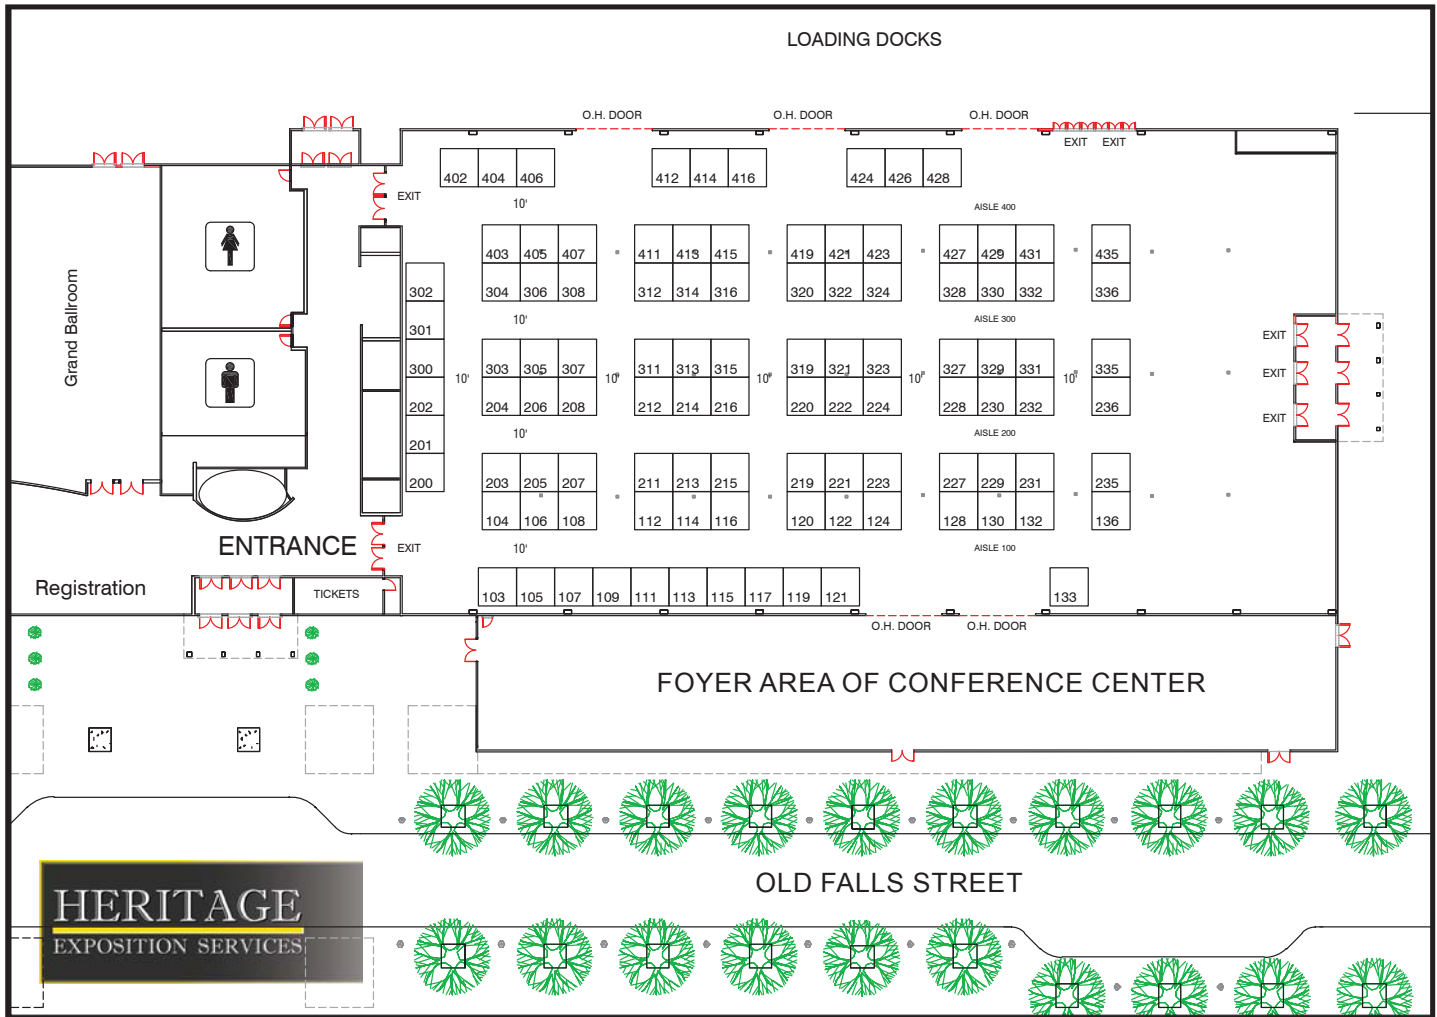 LOADING DOCKS
O.H. DOOR O.H. DOOR O.H. DOOR
EXIT EXIT
402 404 406 412 414 416 424 426 428
EXIT
10' AISLE 400
403 405 407 411 413 415 419 421 423 427 429 431 435
302 304 306 308 312 314 316 320 322 324 328 330 332 336
301 10' AISLE 300
EXIT
Grand Ballroom
300 303 305 307 311 313 315 319 321 323 327 329 331 335
10' 10' 10' 10' 10'
EXIT
202 204 206 208 212 214 216 220 222 224 228 230 232 236
EXIT
201 10' AISLE 200
200 203 205 207 211 213 215 219 221 223 227 229 231 235
104 106 108 112 114 116 120 122 124 128 130 132 136
ENTRANCE
EXIT
10' AISLE 100
Registration
TICKETS
103 105 107 109 111 113 115 117 119 121 133
O.H. DOOR O.H. DOOR
FOYER AREA OF CONFERENCE CENTER
OLD FALLS STREET
HERITAGE
EXPOSITION SERVICES